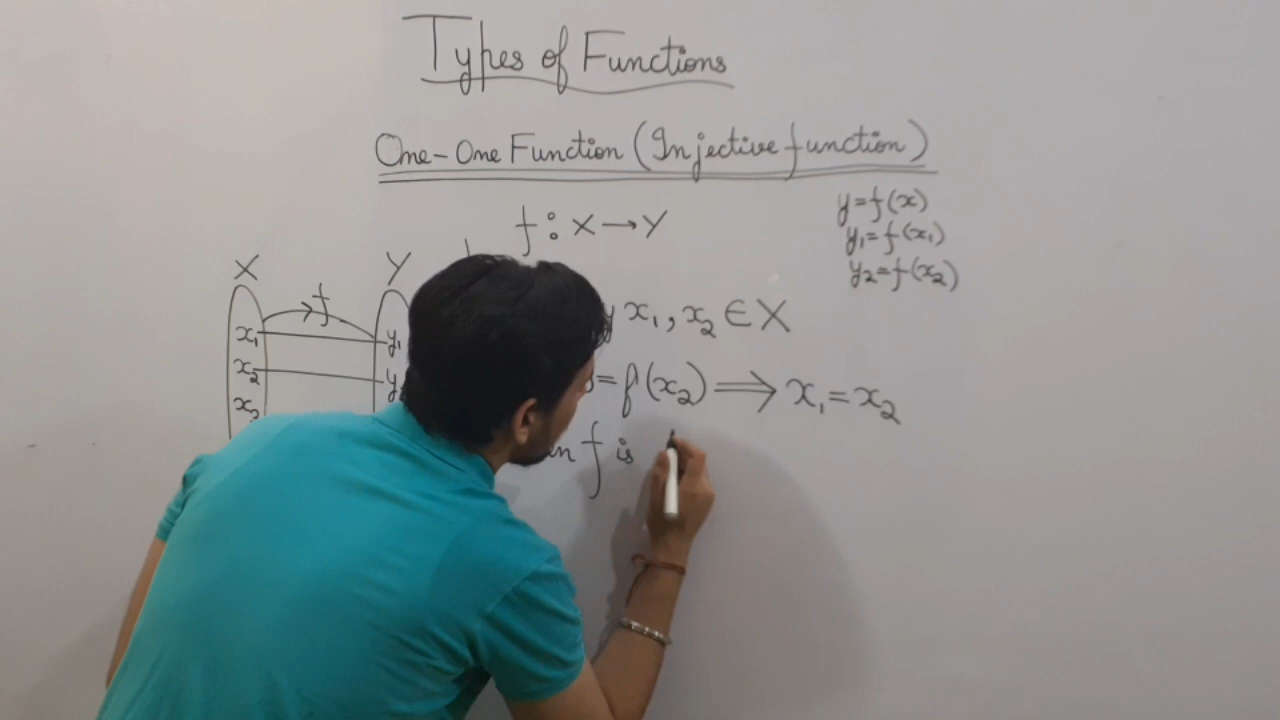 Types of Functions
One-One Function (Injective function)
f : X → Y
y=f(x)
y₁=f(x₁)
y₂=f(x₂)
X Y
f
x₁ y₁
x₂ y
x₁, x₂ ∈ X
= f(x₂) ⟹ x₁ = x₂
f is